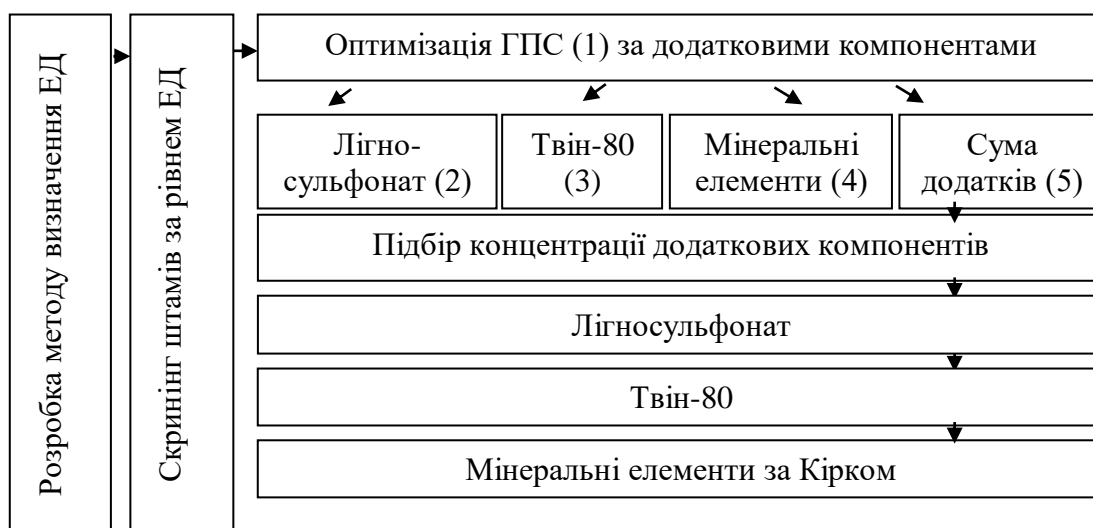 Розробка методу визначення ЕД
Скринінг штамів за рівнем ЕД
Оптимізація ГПС (1) за додатковими компонентами
Лігно-
сульфонат (2)
Твін-80
(3)
Мінеральні
елементи (4)
Сума
додатків (5)
Підбір концентрації додаткових компонентів
Лігносульфонат
Твін-80
Мінеральні елементи за Кірком